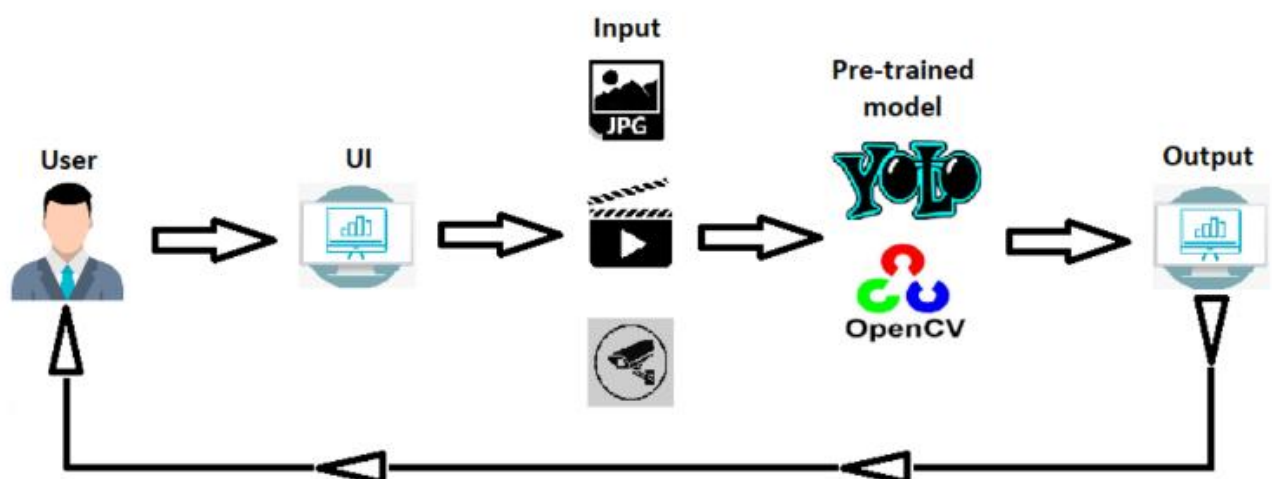 Input
JPG
Pre-trained
model
User
UI
YOLO
Output
OpenCV